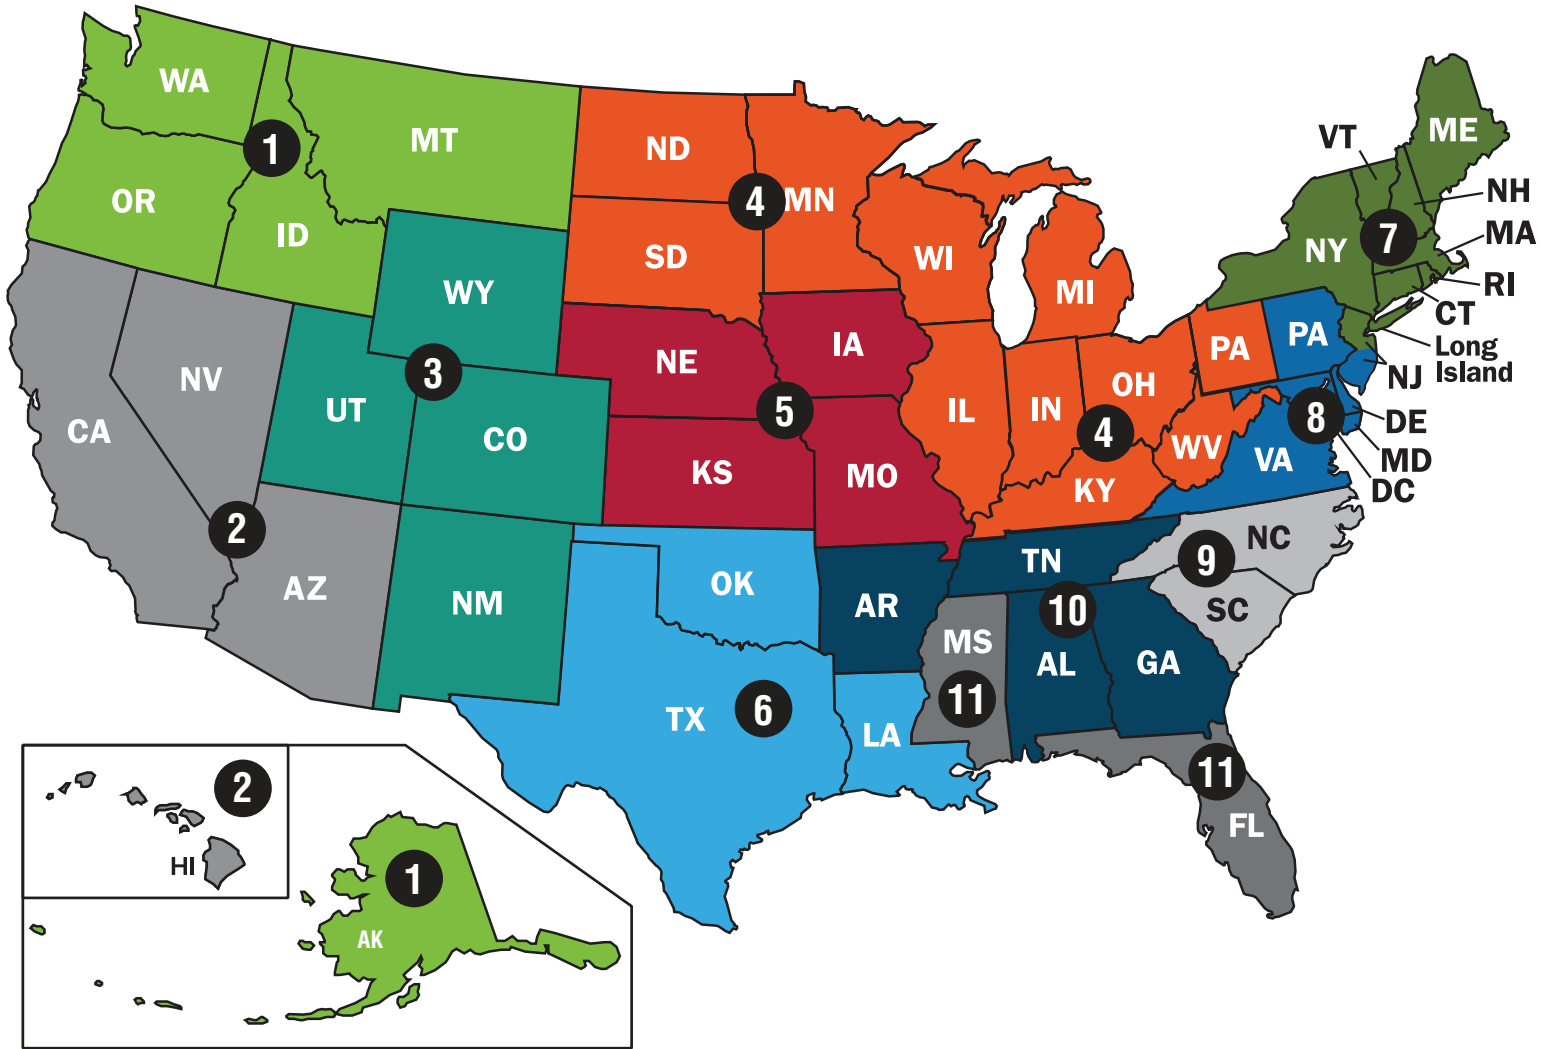 WA
MT
ND
MN
VT
ME
1
OR
ID
4
SD
WI
NH
NY
7
MA
MI
RI
WY
CT
IA
PA
PA
Long
Island
NJ
NV
3
NE
OH
UT
IL
IN
5
4
8
DE
CA
CO
WV
VA
MD
KS
MO
KY
DC
2
NC
TN
9
AZ
OK
NM
AR
10
SC
MS
AL
GA
11
TX
6
LA
11
FL
2
HI
1
AK